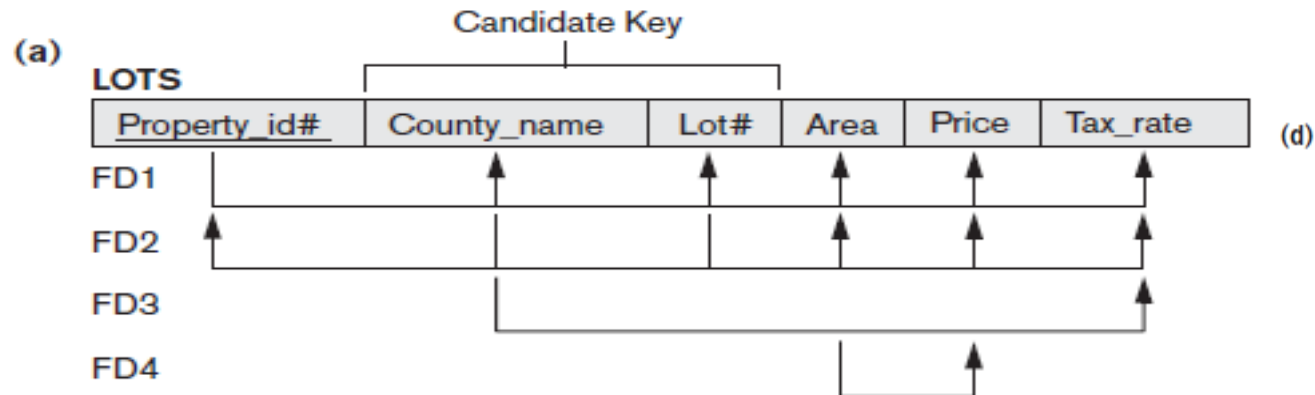 Candidate Key
(a)
LOTS
Property_id# County_name Lot# Area Price Tax_rate (d)
FD1
FD2
FD3
FD4